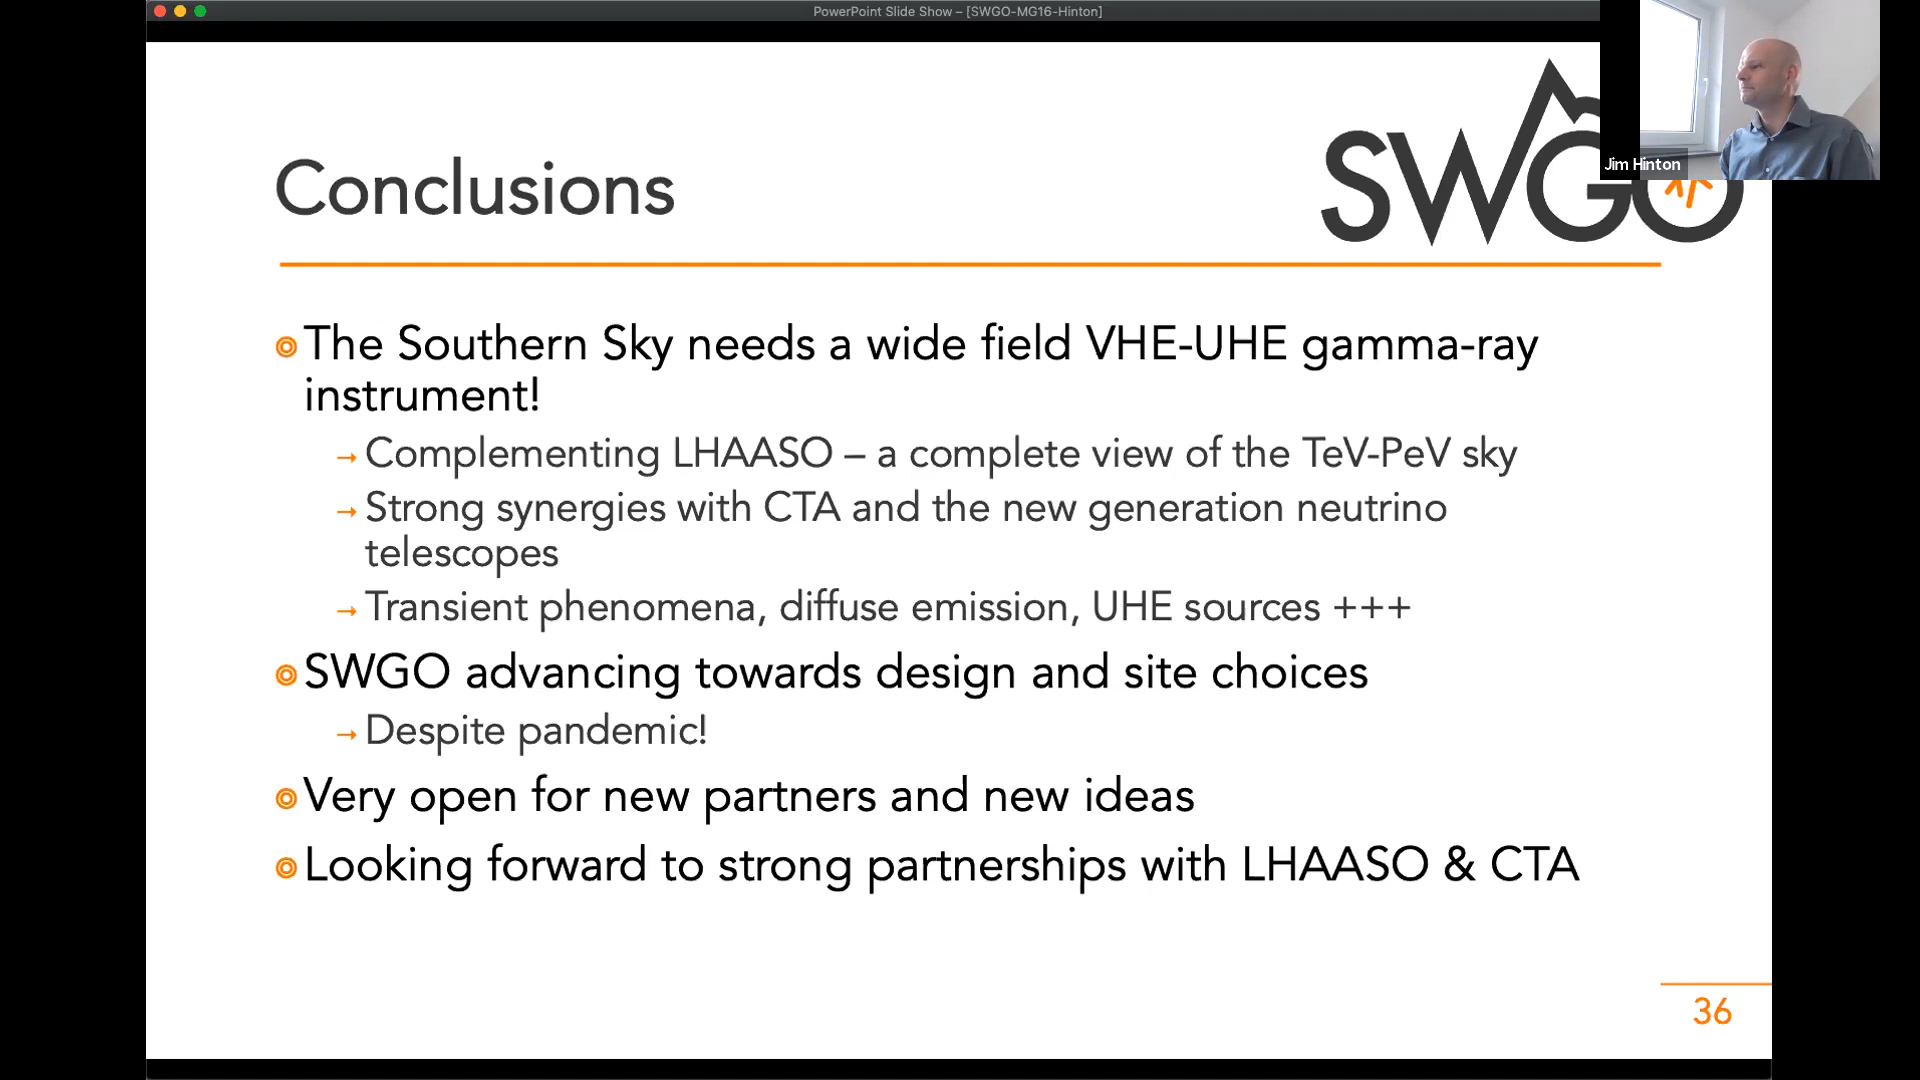 PowerPoint Slide Show – [SWGO-MG16-Hinton]
SWGO
Jim Hinton
Conclusions
The Southern Sky needs a wide field VHE-UHE gamma-ray
instrument!
→ Complementing LHAASO – a complete view of the TeV-PeV sky
→ Strong synergies with CTA and the new generation neutrino
telescopes
→ Transient phenomena, diffuse emission, UHE sources +++
SWGO advancing towards design and site choices
→ Despite pandemic!
Very open for new partners and new ideas
Looking forward to strong partnerships with LHAASO & CTA
36